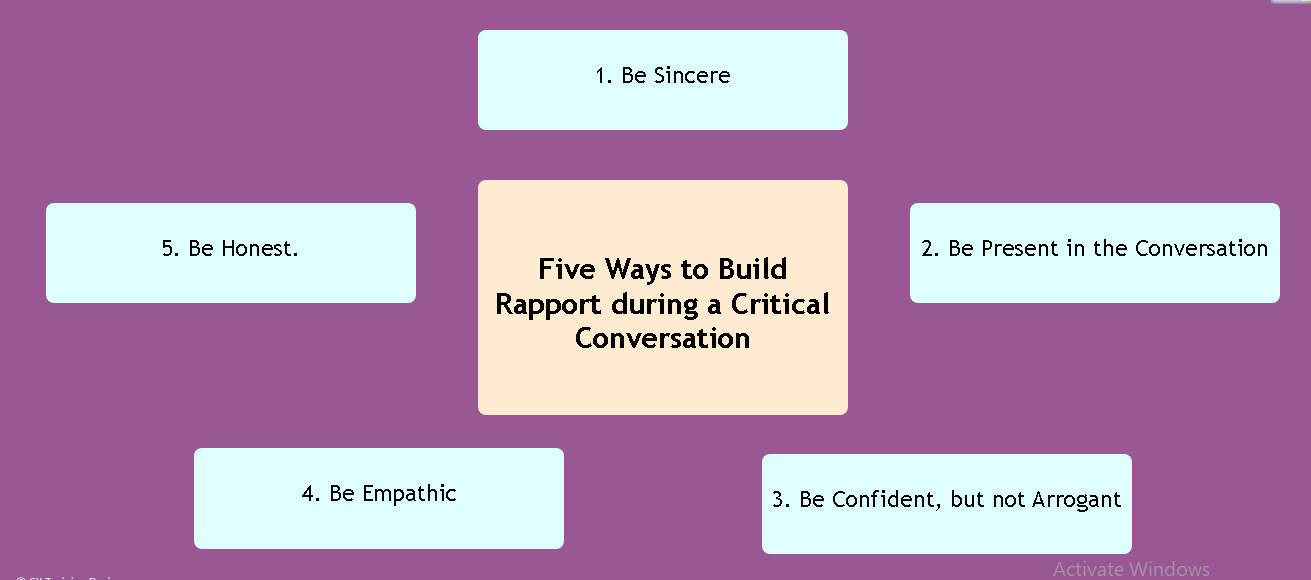 1. Be Sincere
5. Be Honest.
Five Ways to Build
Rapport during a Critical
Conversation
2. Be Present in the Conversation
4. Be Empathic
3. Be Confident, but not Arrogant
Activate Windows